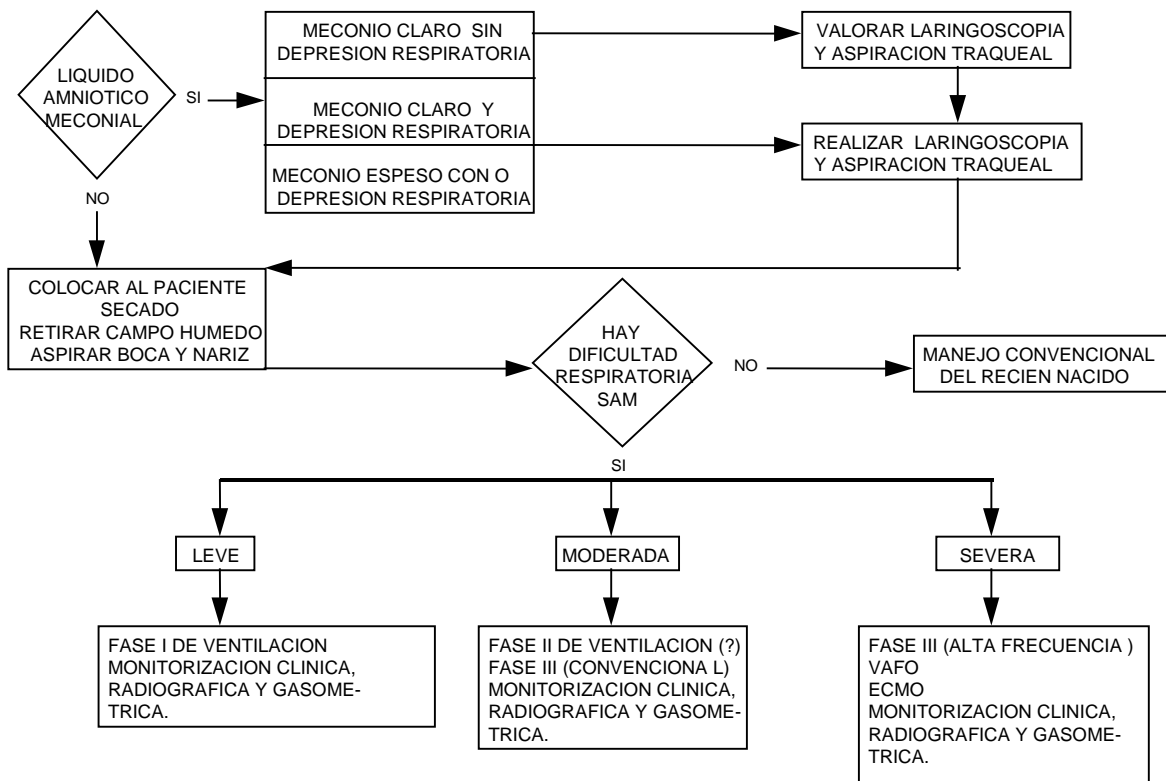 LIQUIDO
AMNIOTICO
MECONIAL
SI
MECONIO CLARO SIN
DEPRESION RESPIRATORIA
MECONIO CLARO Y
DEPRESION RESPIRATORIA
MECONIO ESPESO CON O
DEPRESION RESPIRATORIA
VALORAR LARINGOSCOPIA
Y ASPIRACION TRAQUEAL
REALIZAR LARINGOSCOPIA
Y ASPIRACION TRAQUEAL
NO
COLOCAR AL PACIENTE
SECADO
RETIRAR CAMPO HUMEDO
ASPIRAR BOCA Y NARIZ
HAY
DIFICULTAD
RESPIRATORIA
SAM
NO
MANEJO CONVENCIONAL
DEL RECIEN NACIDO
SI
LEVE
MODERADA
SEVERA
FASE I DE VENTILACION
MONITORIZACION CLINICA,
RADIOGRAFICA Y GASOME-
TRICA.
FASE II DE VENTILACION (?)
FASE III (CONVENCIONA L)
MONITORIZACION CLINICA,
RADIOGRAFICA Y GASOME-
TRICA.
FASE III (ALTA FRECUENCIA )
VAFO
ECMO
MONITORIZACION CLINICA,
RADIOGRAFICA Y GASOME-
TRICA.